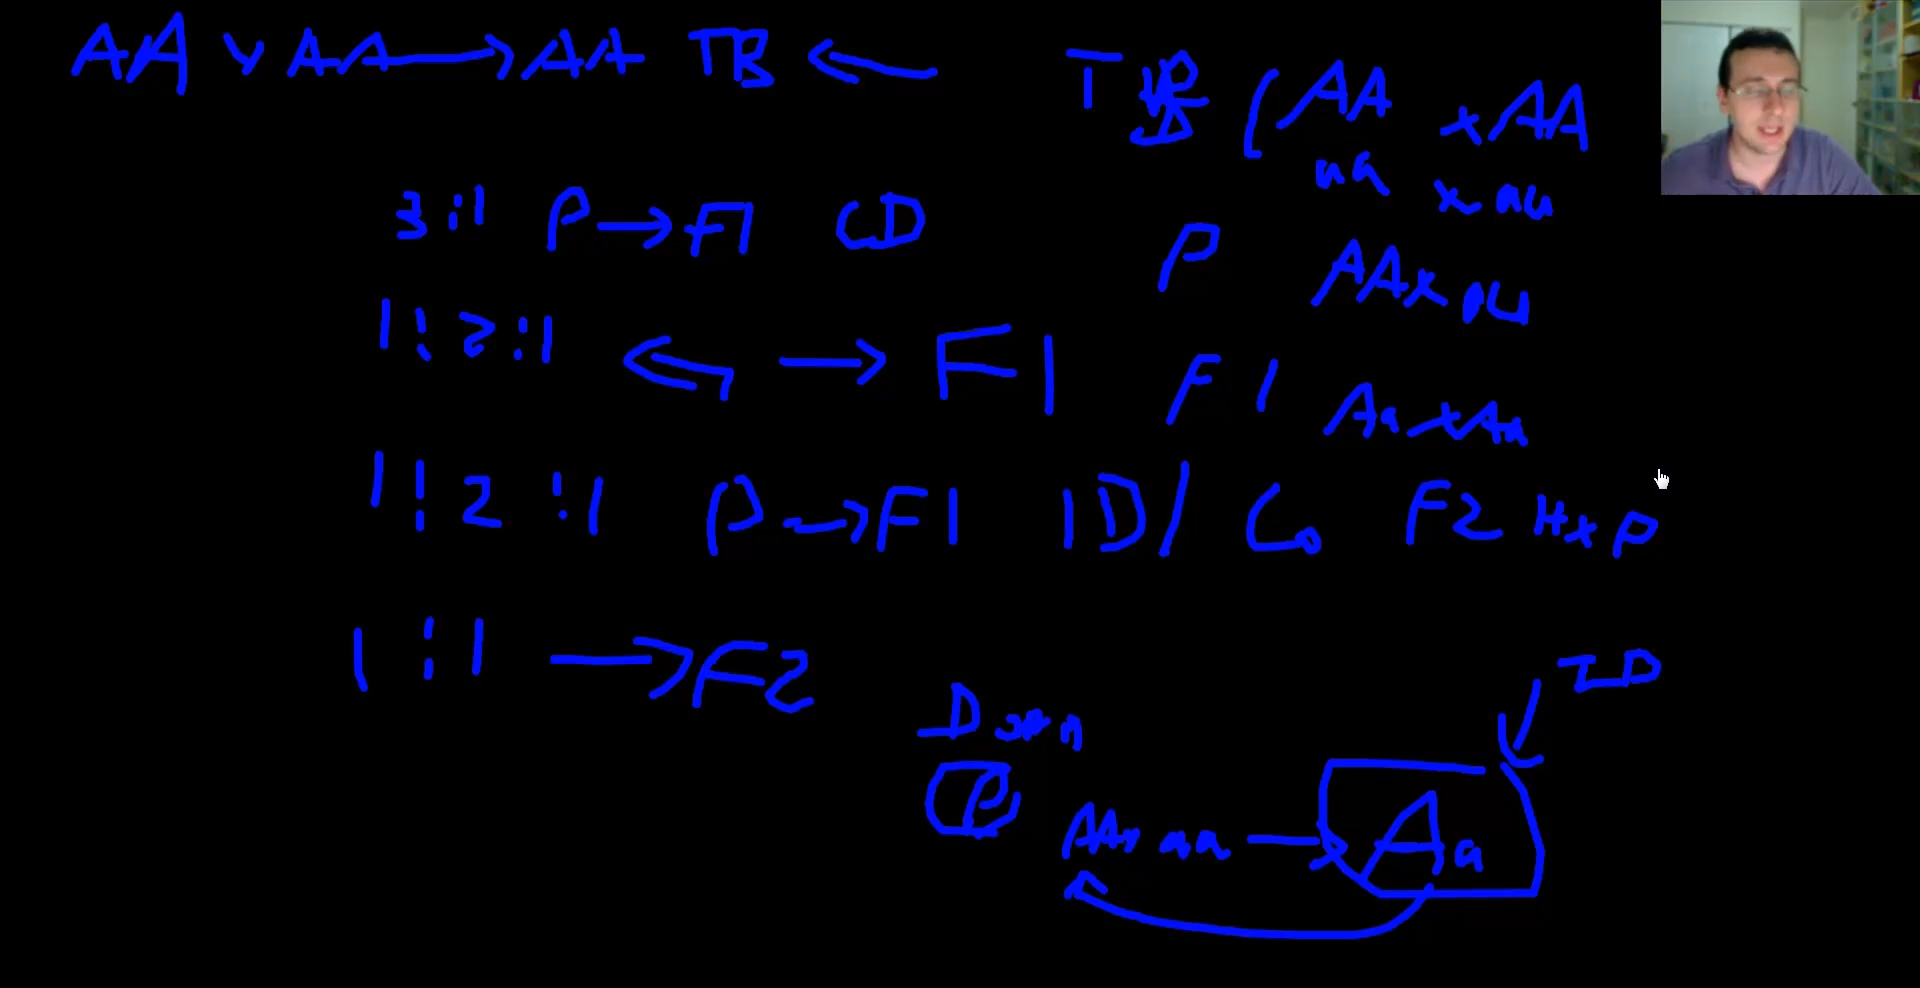 AA x AA → AA TB ←
T
( AA x AA
aa x aa
3:1 P → F1 CD
P AA x aa
1:2:1 ← → F1
F1 Aa x Aa
1:2:1 P → F1 ID / Co F2 H x P
1:1 → F2
ID
D
P
AA x aa → Aa